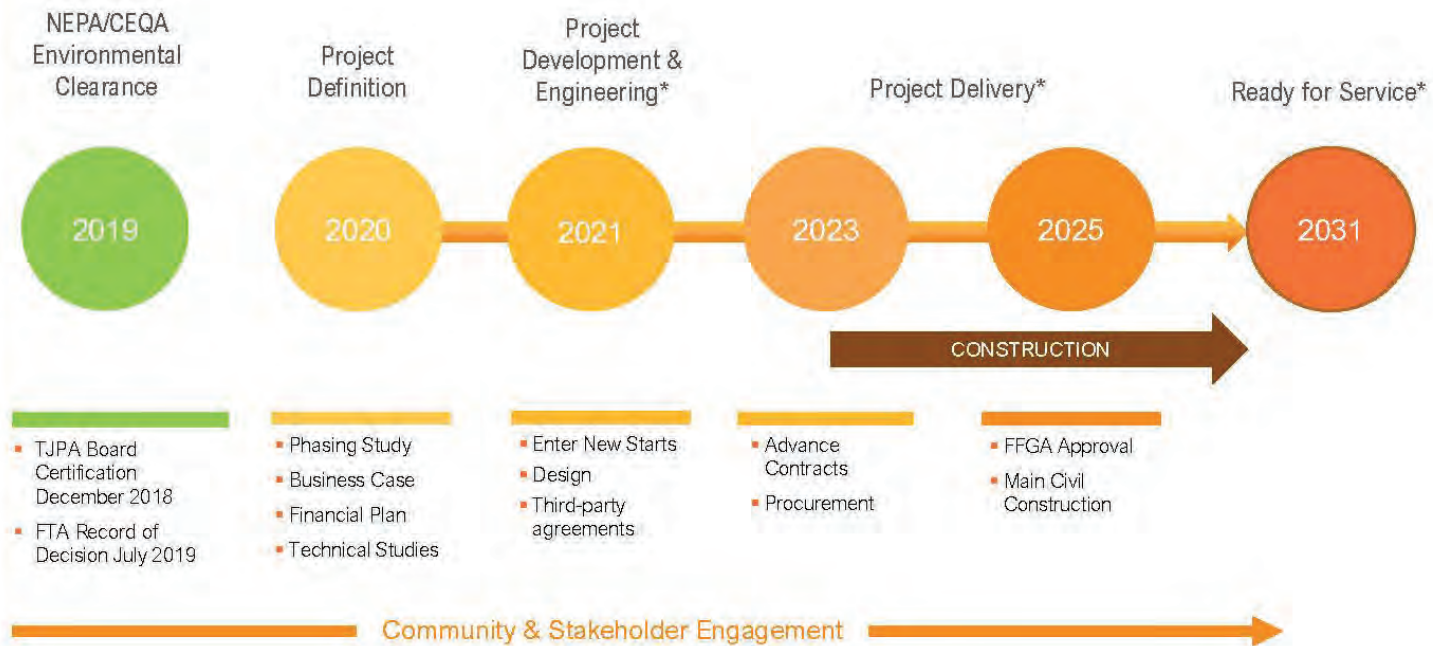 NEPA/CEQA
Environmental
Clearance
Project
Definition
Project
Development &
Engineering*
Project Delivery*
Ready for Service*
2019
2020
2021
2023
2025
2031
CONSTRUCTION
▪ TJPA Board
Certification
December 2018
▪ FTA Record of
Decision July 2019
▪ Phasing Study
▪ Business Case
▪ Financial Plan
▪ Technical Studies
▪ Enter New Starts
▪ Design
▪ Third-party
agreements
▪ Advance
Contracts
▪ Procurement
▪ FFGA Approval
▪ Main Civil
Construction
Community & Stakeholder Engagement